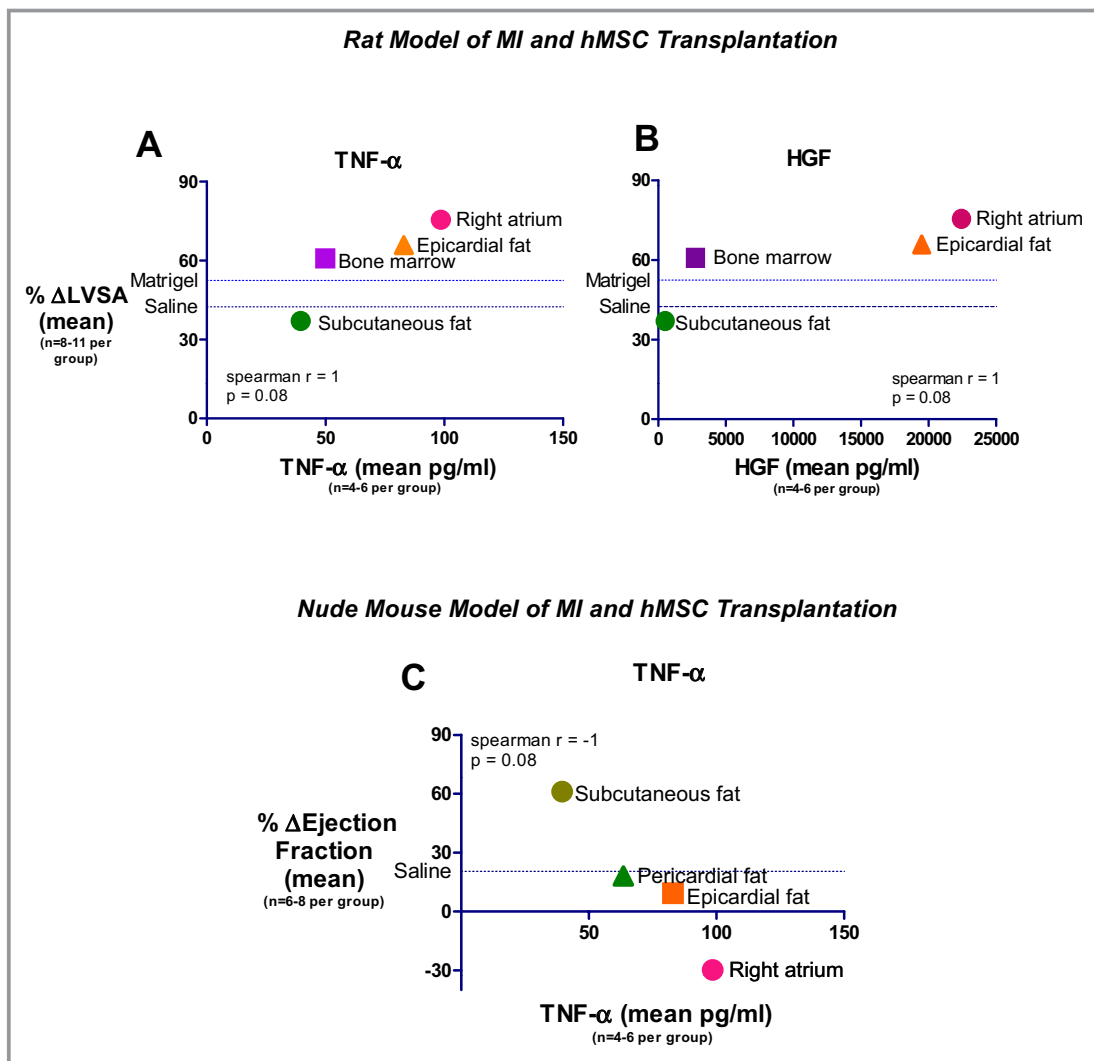 Rat Model of MI and hMSC Transplantation
A
TNF-α
90
60
30
0
0
50
100
150
Matrigel
Saline
% ΔLVSA
(mean)
(n=8-11 per
group)
Right atrium
Epicardial fat
Bone marrow
Subcutaneous fat
spearman r = 1
p = 0.08
TNF-α (mean pg/ml)
(n=4-6 per group)
B
HGF
90
60
30
0
0
5000
10000
15000
20000
25000
Matrigel
Saline
Right atrium
Epicardial fat
Bone marrow
Subcutaneous fat
spearman r = 1
p = 0.08
HGF (mean pg/ml)
(n=4-6 per group)
Nude Mouse Model of MI and hMSC Transplantation
C
TNF-α
90
60
30
0
-30
50
100
150
spearman r = -1
p = 0.08
Subcutaneous fat
% ΔEjection
Fraction
(mean)
(n=6-8 per group)
Saline
Pericardial fat
Epicardial fat
Right atrium
TNF-α (mean pg/ml)
(n=4-6 per group)